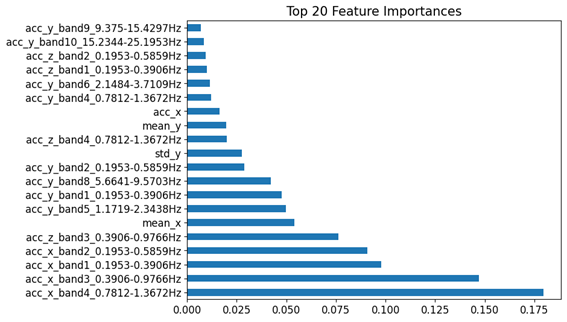 Top 20 Feature Importances
acc_y_band9_9.375-15.4297Hz
acc_y_band10_15.2344-25.1953Hz
acc_z_band2_0.1953-0.5859Hz
acc_z_band1_0.1953-0.3906Hz
acc_y_band6_2.1484-3.7109Hz
acc_y_band4_0.7812-1.3672Hz
acc_x
mean_y
acc_z_band4_0.7812-1.3672Hz
std_y
acc_y_band2_0.1953-0.5859Hz
acc_y_band8_5.6641-9.5703Hz
acc_y_band1_0.1953-0.3906Hz
acc_y_band5_1.1719-2.3438Hz
mean_x
acc_z_band3_0.3906-0.9766Hz
acc_x_band2_0.1953-0.5859Hz
acc_x_band1_0.1953-0.3906Hz
acc_x_band3_0.3906-0.9766Hz
acc_x_band4_0.7812-1.3672Hz
0.000 0.025 0.050 0.075 0.100 0.125 0.150 0.175